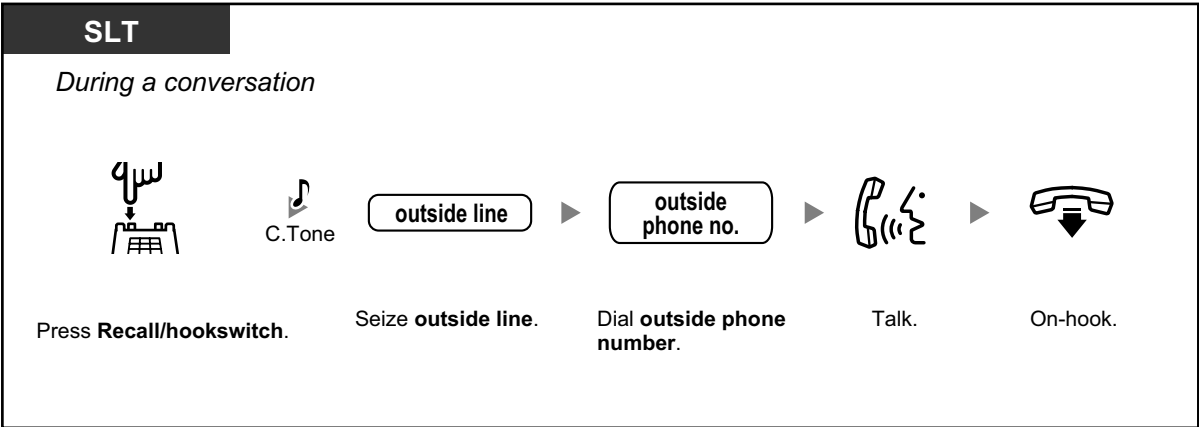 SLT
During a conversation
C.Tone
outside line
outside
phone no.
Press Recall/hookswitch.
Seize outside line.
Dial outside phone
number.
Talk.
On-hook.